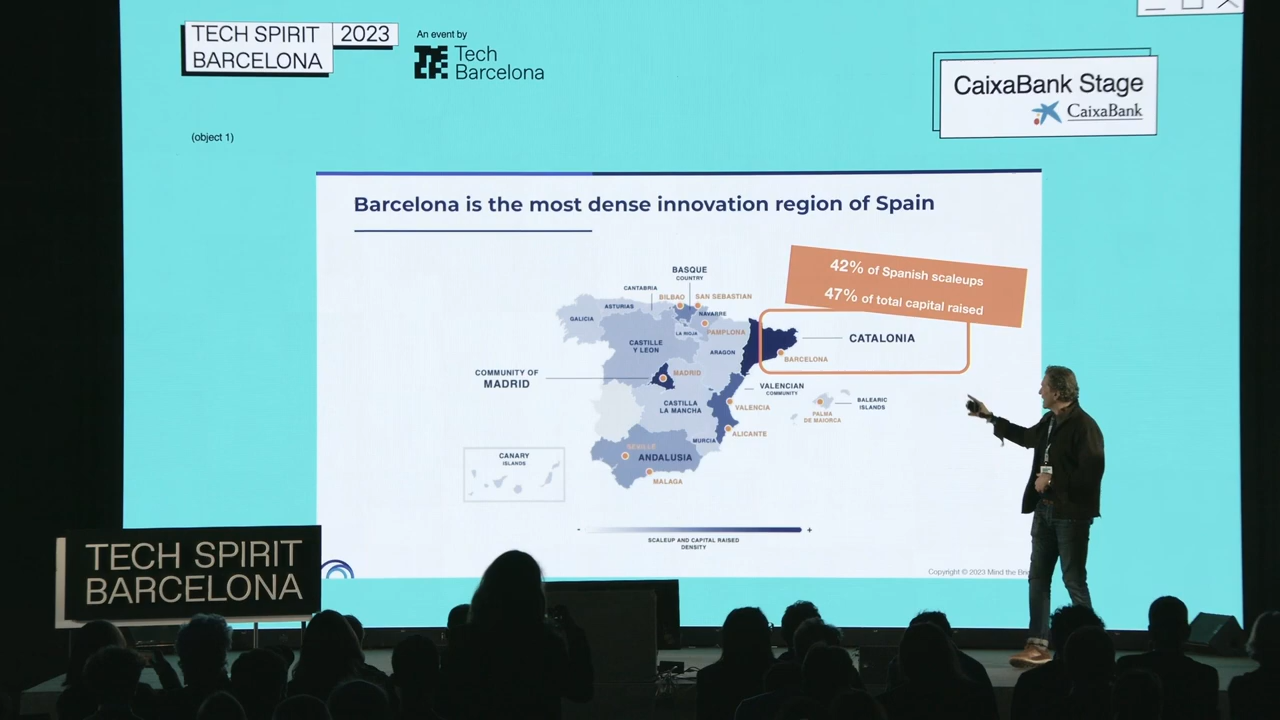 TECH SPIRIT
BARCELONA
2023
An event by
Tech
Barcelona
CaixaBank Stage
CaixaBank
(object 1)
Barcelona is the most dense innovation region of Spain
42% of Spanish scaleups
47% of total capital raised
BASQUE
COUNTRY
CANTABRIA
BILBAO
SAN SEBASTIAN
ASTURIAS
GALICIA
NAVARRE
LA RIOJA
PAMPLONA
CASTILLE
Y LEON
ARAGON
CATALONIA
BARCELONA
COMMUNITY OF
MADRID
MADRID
VALENCIAN
COMMUNITY
CASTILLA
LA MANCHA
VALENCIA
BALEARIC
ISLANDS
PALMA
DE MAIORCA
ALICANTE
MURCIA
SEVILLE
ANDALUSIA
MALAGA
CANARY
ISLANDS
- +
SCALEUP AND CAPITAL RAISED
DENSITY
Copyright © 2023 Mind the
TECH SPIRIT
BARCELONA